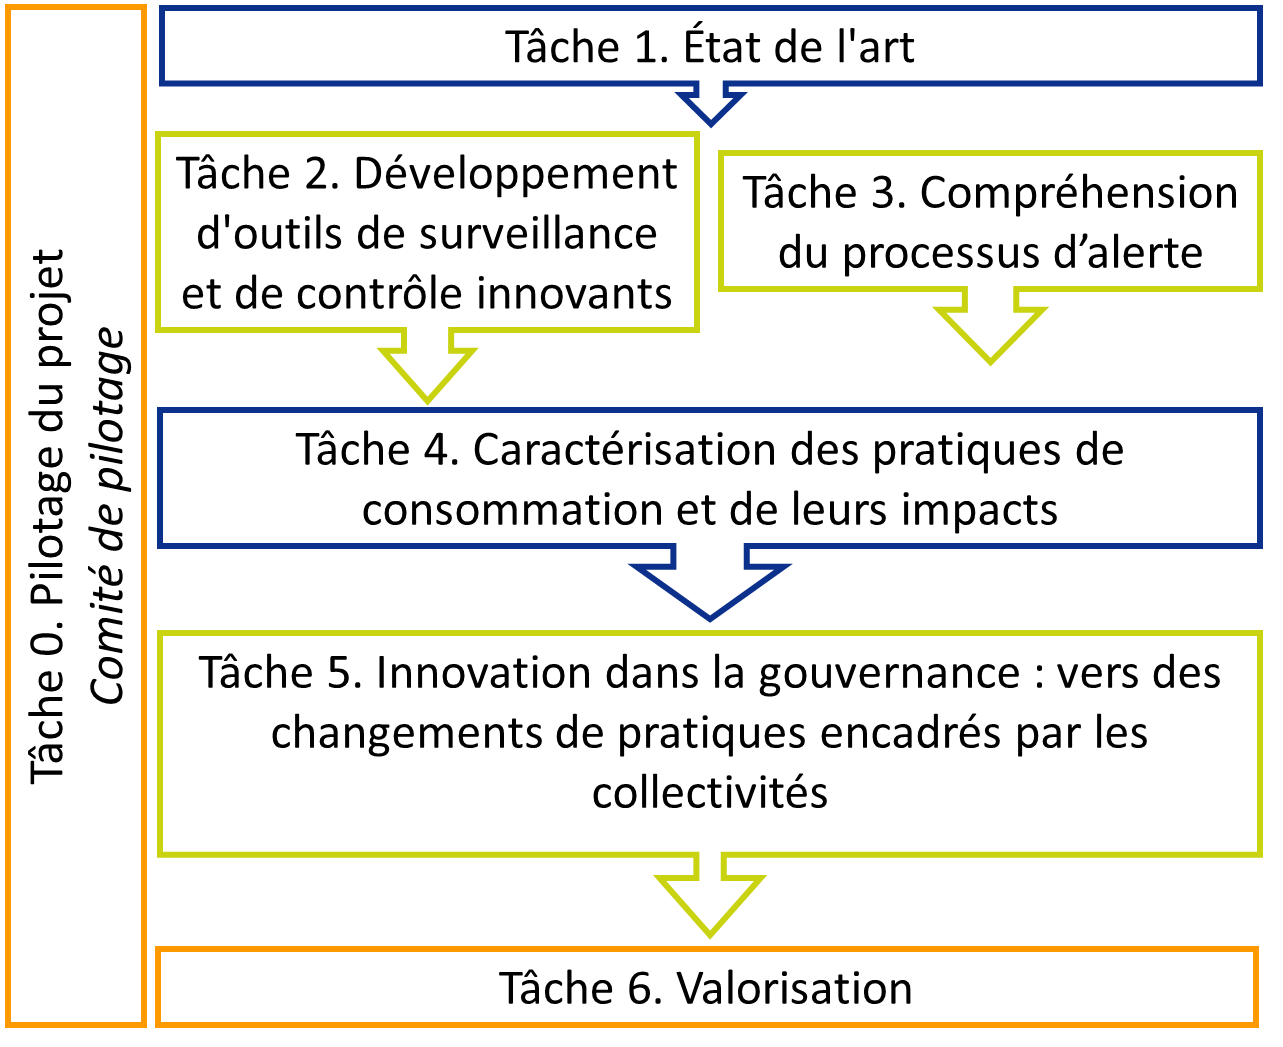 Tâche 0. Pilotage du projet
Comité de pilotage
Tâche 1. État de l'art
Tâche 2. Développement
d'outils de surveillance
et de contrôle innovants
Tâche 3. Compréhension
du processus d’alerte
Tâche 4. Caractérisation des pratiques de
consommation et de leurs impacts
Tâche 5. Innovation dans la gouvernance : vers des
changements de pratiques encadrés par les
collectivités
Tâche 6. Valorisation